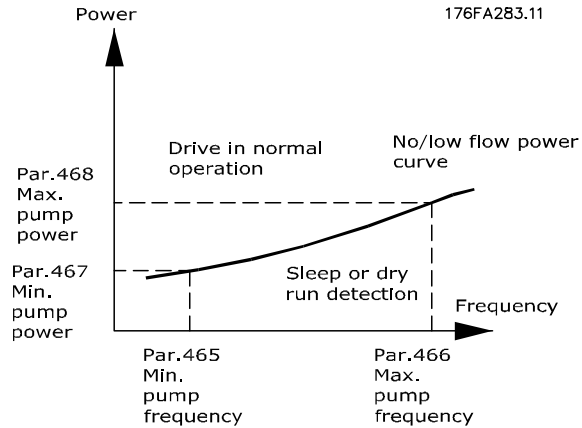 Power
176FA283.11
Drive in normal
operation
No/low flow power
curve
Par.468
Max.
pump
power
Par.467
Min.
pump
power
Sleep or dry
run detection
Frequency
Par.465
Min.
pump
frequency
Par.466
Max.
pump
frequency